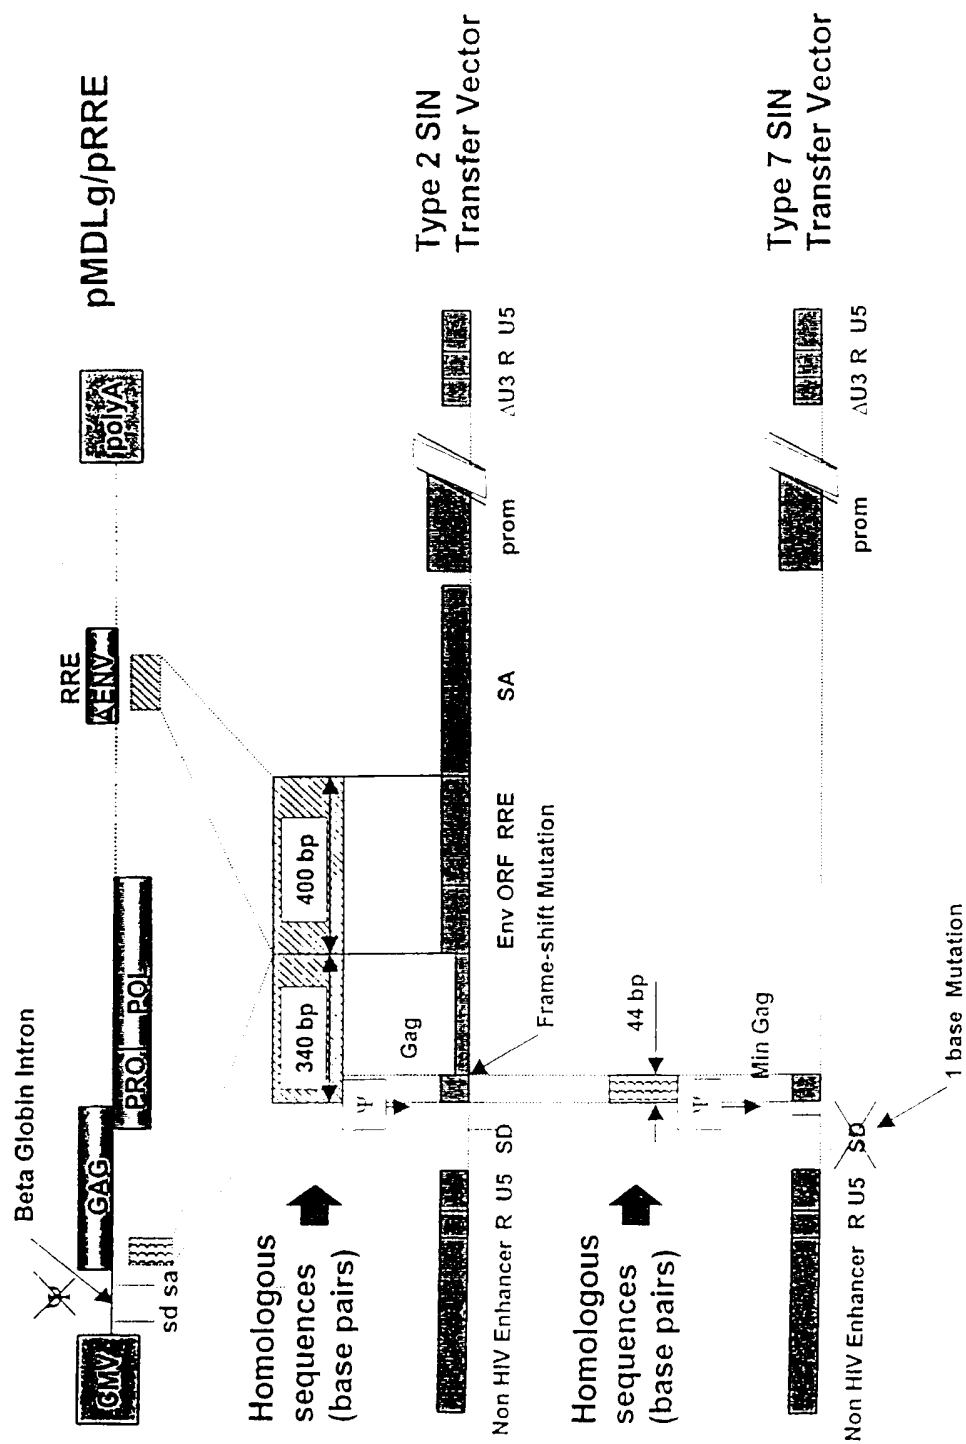 Beta GlobIn Intron
Ψ
GMV
sd sa
GAG
PRO
POL
RRE
ΔENV
polyA
pMDLg/pRRE
Homologous
sequences
(base pairs)
340 bp
400 bp
Ψ
Gag
Non HIV Enhancer R U5 SD
Frame-shift Mutation
Env ORF RRE
SA
prom
ΔU3 R U5
Type 2 SIN
Transfer Vector
Homologous
sequences
(base pairs)
44 bp
Ψ
Min Gag
Non HIV Enhancer R U5 SD
1 base Mutation
prom
ΔU3 R U5
Type 7 SIN
Transfer Vector